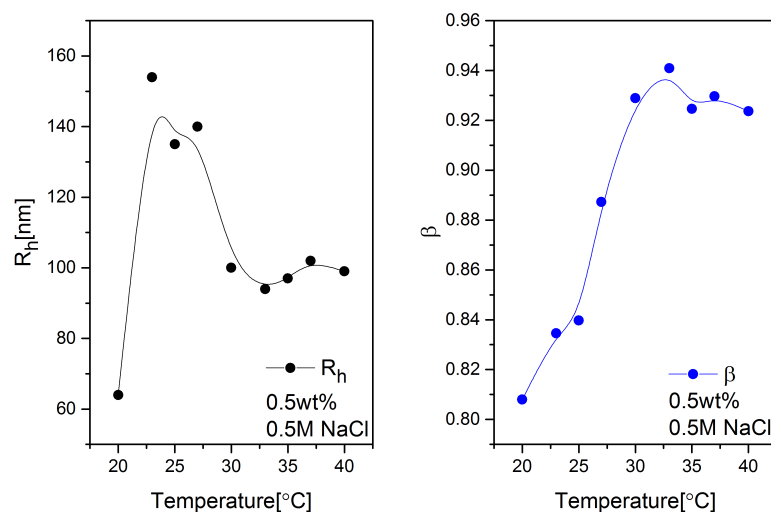 160
140
120
100
80
60
R_h[nm]
R_h
0.5wt%
0.5M NaCl
20 25 30 35 40
Temperature[°C]
0.96
0.94
0.92
0.90
0.88
0.86
0.84
0.82
0.80
β
β
0.5wt%
0.5M NaCl
20 25 30 35 40
Temperature[°C]